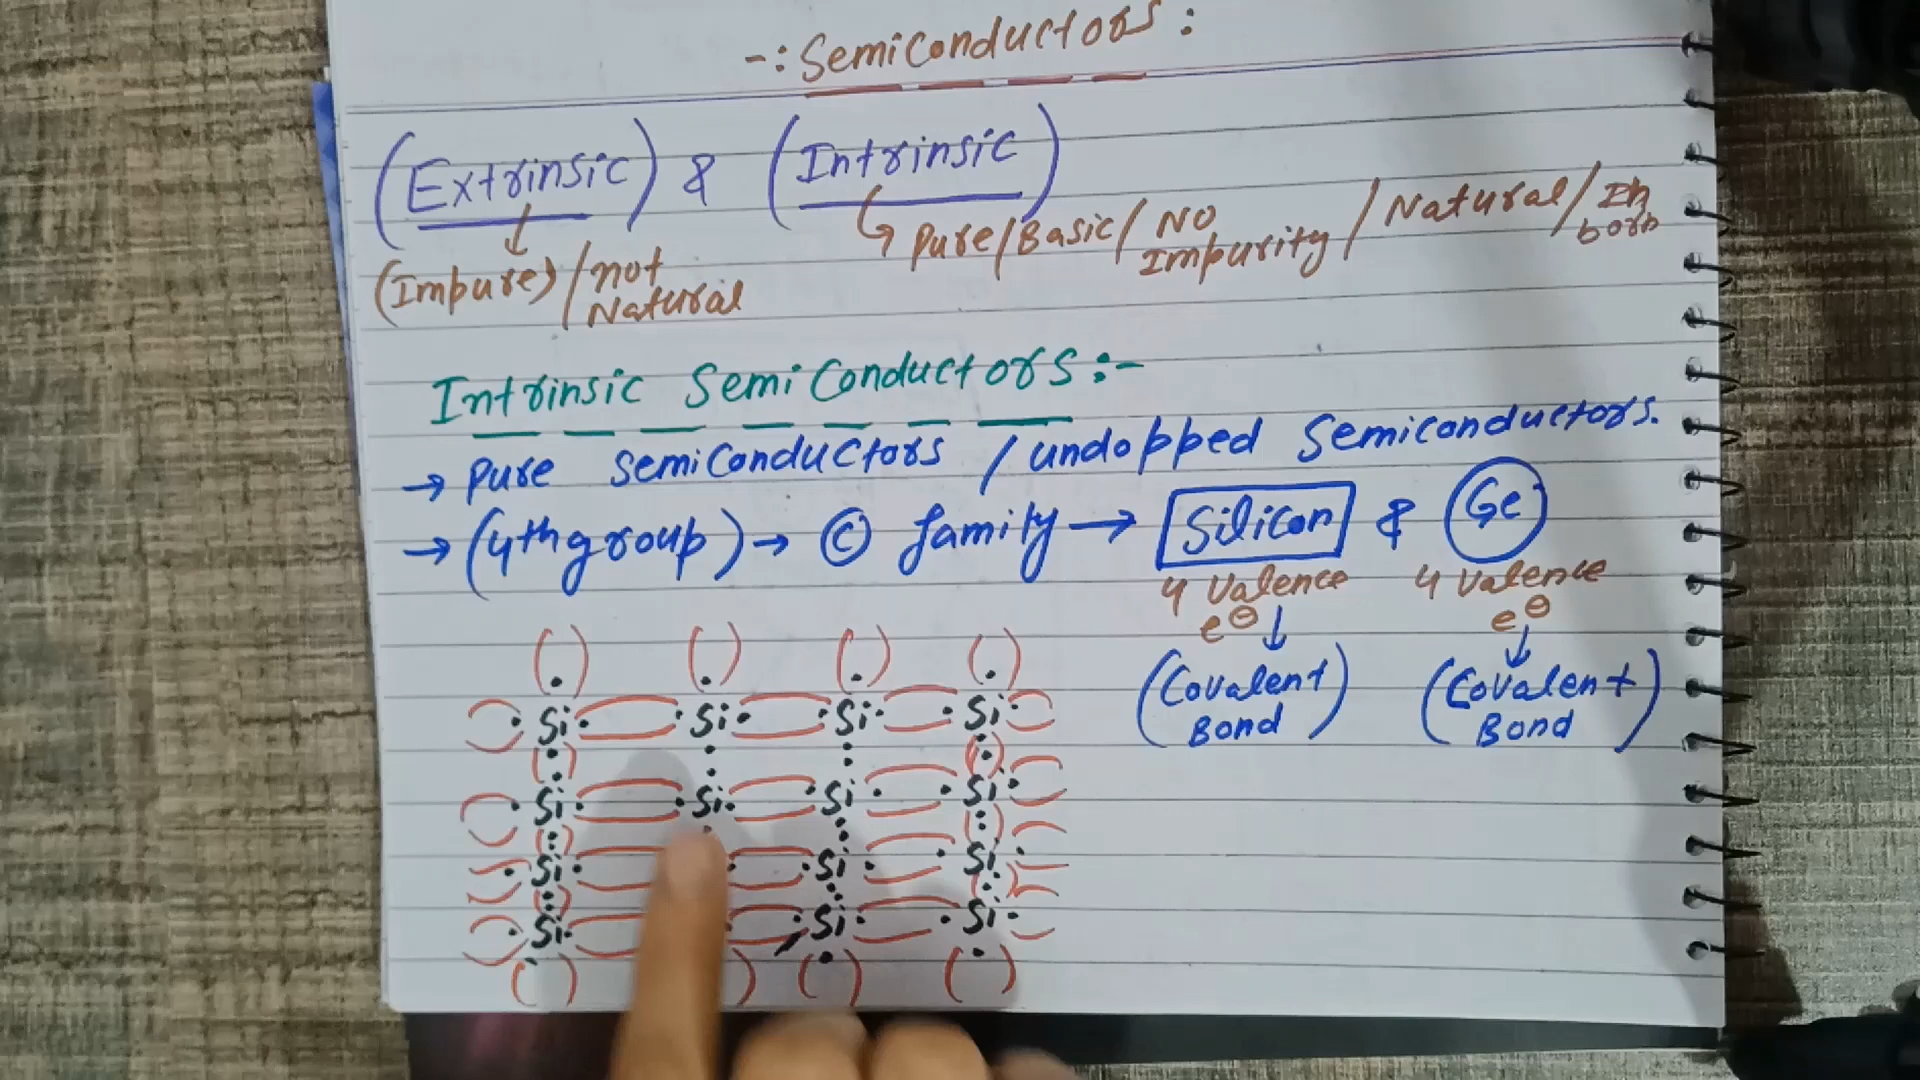 -: Semiconductors:
(Extrinsic) & (Intrinsic)
(Impure) / not Natural
Pure / Basic / NO Impurity / Natural / In born
Intrinsic Semiconductors :-
→ Pure semiconductors / undopped semiconductors.
→ (4th group) → © family → Silicon & Ge
4 Valence e⊖ ↓
4 Valence e⊖ ↓
(Covalent Bond)
(Covalent Bond)
Si Si Si Si
Si Si Si Si
Si Si Si
Si Si Si